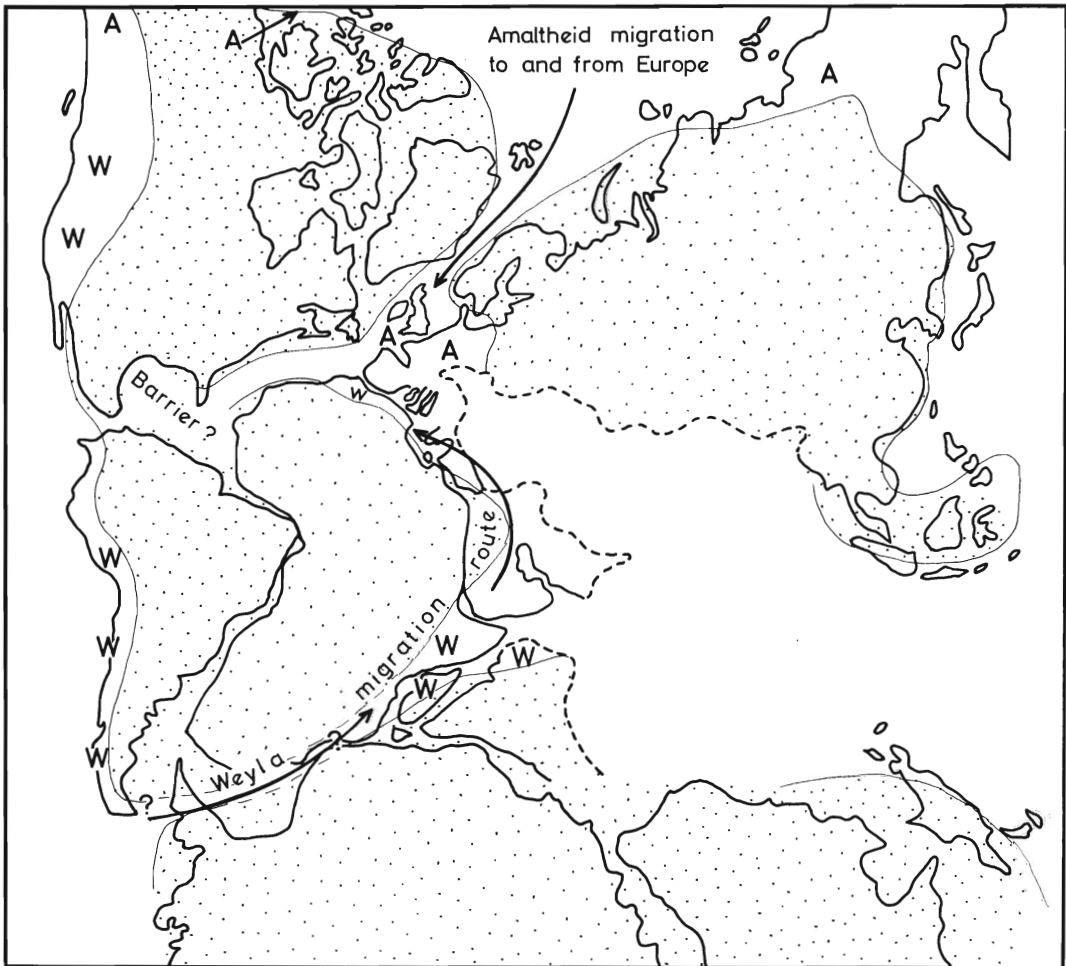 A
A
Amaltheid migration
to and from Europe
A
W
W
A
A
Barrier ?
W
W
W
W
?
Weyla
?
migration
route
W
W
W